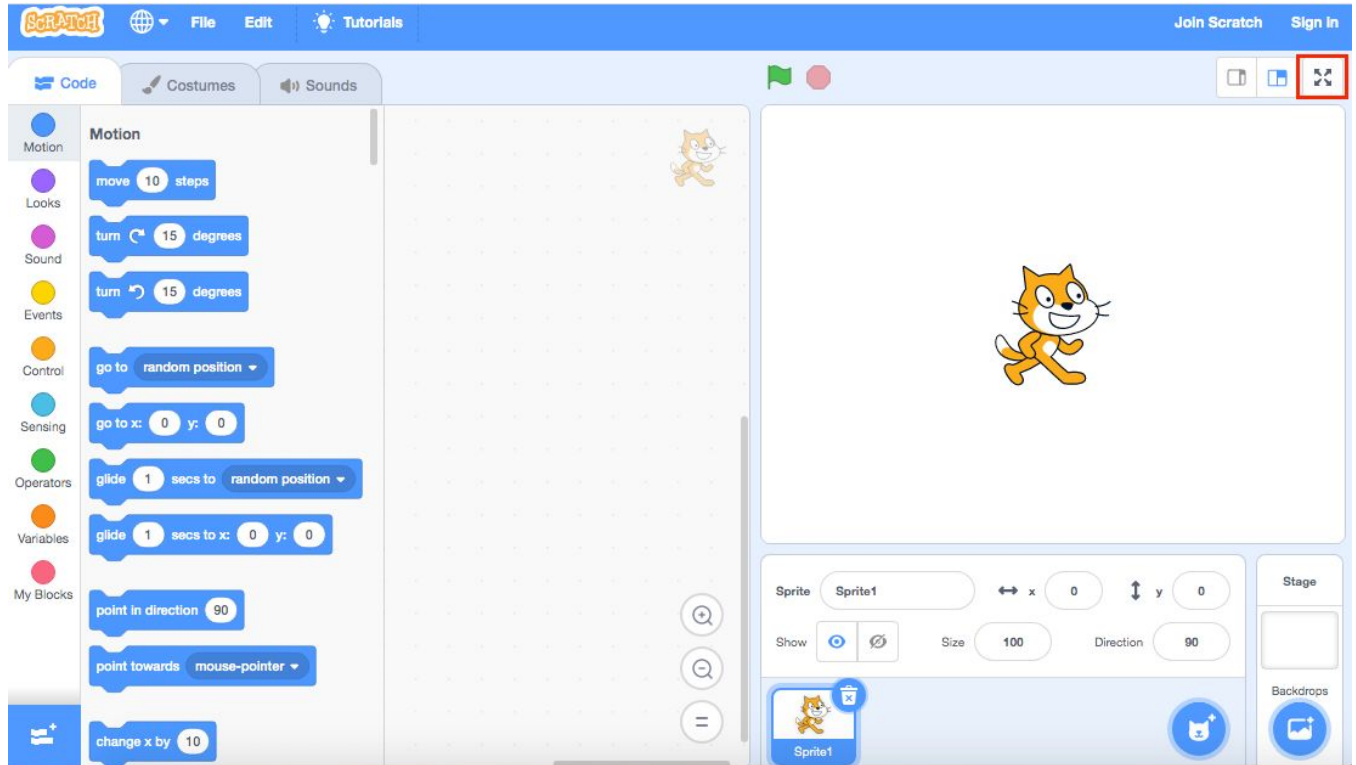 SCRATCH File Edit Tutorials Join Scratch Sign in
Code Costumes Sounds
Motion
Looks
Sound
Events
Control
Sensing
Operators
Variables
My Blocks
Motion
move 10 steps
turn 15 degrees
turn 15 degrees
go to random position
go to x: 0 y: 0
glide 1 secs to random position
glide 1 secs to x: 0 y: 0
point in direction 90
point towards mouse-pointer
change x by 10
Sprite Sprite1 x 0 y 0
Show Size 100 Direction 90
Sprite1
Stage
Backdrops